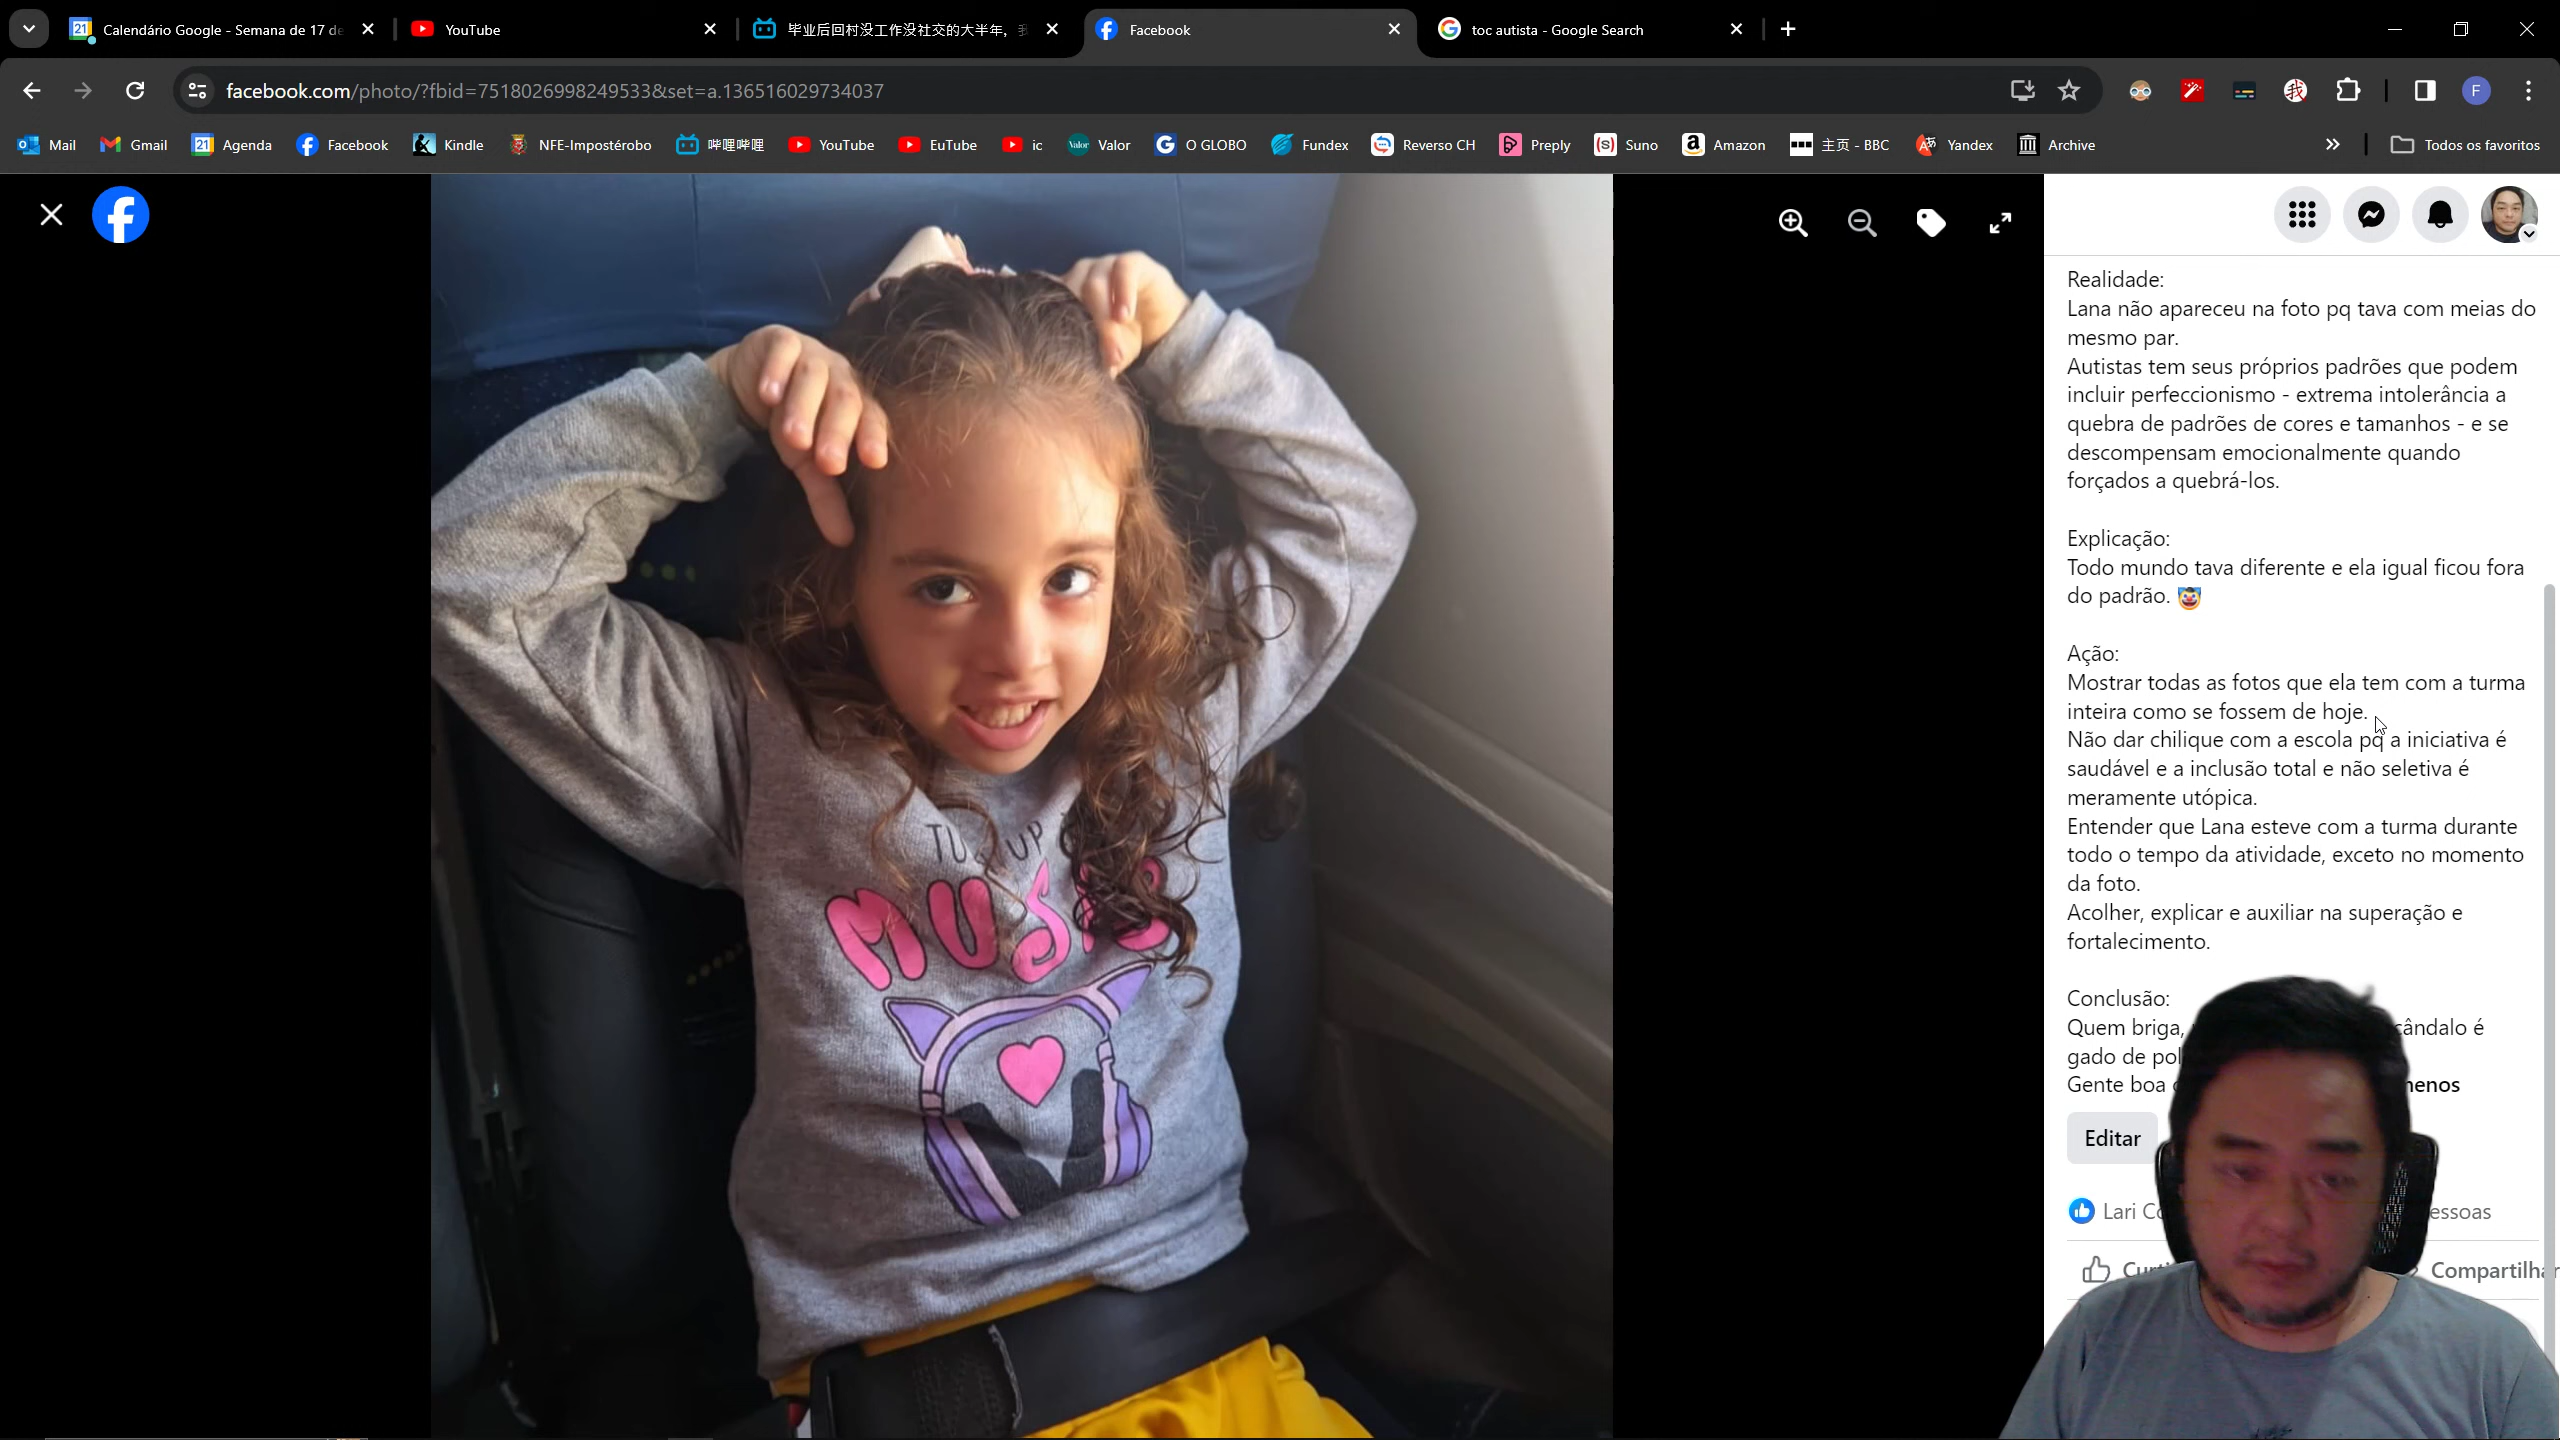 Calendário Google - Semana de 17 de
YouTube
毕业后回村没工作没社交的大半年，我
Facebook
toc autista - Google Search
facebook.com/photo/?fbid=7518026998249533&set=a.136516029734037
F
Mail
Gmail
21
Agenda
Facebook
Kindle
NFE-Impostérobo
哔哩哔哩
YouTube
EuTube
ic
Valor
Valor
O GLOBO
Fundex
Reverso CH
Preply
Suno
Amazon
主页 - BBC
Yandex
Archive
Todos os favoritos
Realidade:
Lana não apareceu na foto pq tava com meias do
mesmo par.
Autistas tem seus próprios padrões que podem
incluir perfeccionismo - extrema intolerância a
quebra de padrões de cores e tamanhos - e se
descompensam emocionalmente quando
forçados a quebrá-los.
Explicação:
Todo mundo tava diferente e ela igual ficou fora
do padrão. 🤡
Ação:
Mostrar todas as fotos que ela tem com a turma
inteira como se fossem de hoje.
Não dar chilique com a escola pq a iniciativa é
saudável e a inclusão total e não seletiva é
meramente utópica.
Entender que Lana esteve com a turma durante
todo o tempo da atividade, exceto no momento
da foto.
Acolher, explicar e auxiliar na superação e
fortalecimento.
Conclusão:
Quem briga, cândalo é
gado de pol
Gente boa menos
Editar
Lari Co essoas
Curti Compartilhar
UP
MUSIC